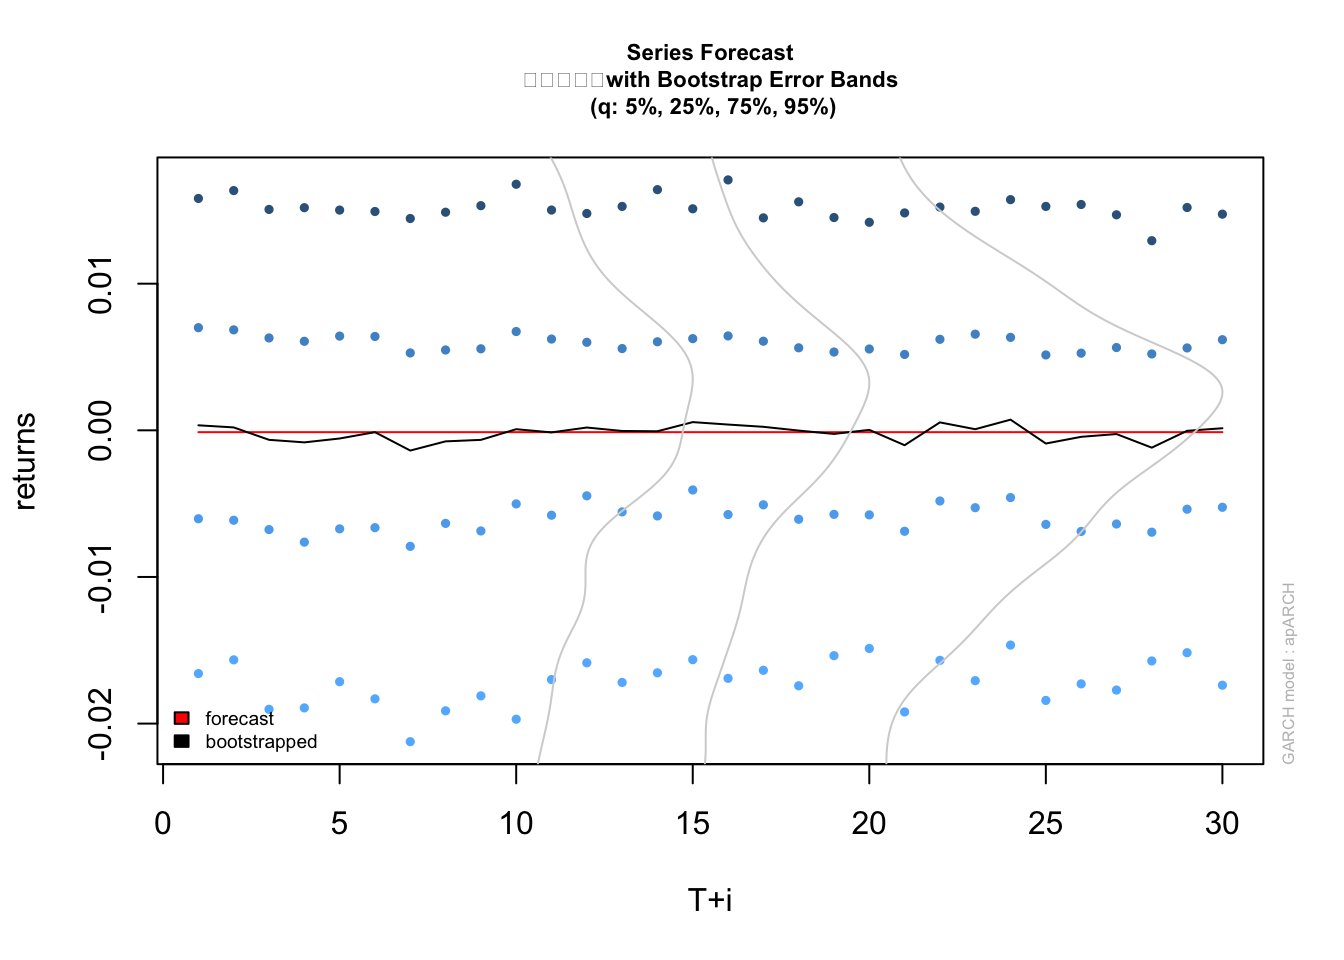 Series Forecast
□□□□□with Bootstrap Error Bands
(q: 5%, 25%, 75%, 95%)
returns
0.01
0.00
-0.01
-0.02
forecast
bootstrapped
0 5 10 15 20 25 30
T+i
GARCH model : apARCH